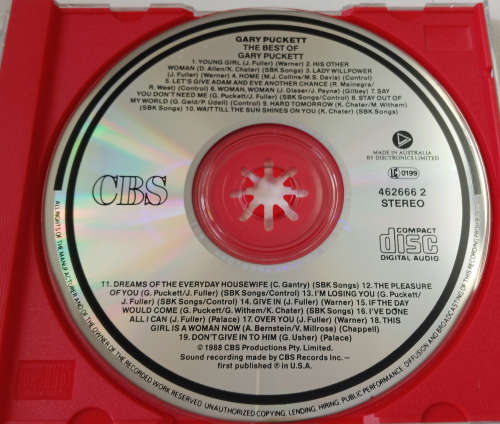 GARY PUCKETT
THE BEST OF
GARY PUCKETT
1. YOUNG GIRL (J. Fuller) (Warner) 2. HIS OTHER
WOMAN (D. Allen/K. Chater) (SBK Songs) 3. LADY WILLPOWER
(J. Fuller) (Warner) 4. HOME (M.J. Collins/M.S. Davis) (Control)
5. LET'S GIVE ADAM AND EVE ANOTHER CHANCE (R. Mainegra/
R. West) (Control) 6. WOMAN, WOMAN (J. Glaser/J. Payne) (Gilbey) 7. SAY
YOU DON'T NEED ME (G. Puckett/J. Fuller) (SBK Songs/Control) 8. STAY OUT OF
MY WORLD (G. Geld/P. Udell) (Control) 9. HARD TOMORROW (K. Chater/M. Withem)
(SBK Songs) 10. WAIT TILL THE SUN SHINES ON YOU (K. Chater) (SBK Songs)
MADE IN AUSTRALIA
BY DISCTRONICS LIMITED
LC 0199
CBS
462666 2
STEREO
COMPACT
disc
DIGITAL AUDIO
11. DREAMS OF THE EVERYDAY HOUSEWIFE (C. Gantry) (SBK Songs) 12. THE PLEASURE
OF YOU (G. Puckett/J. Fuller) (SBK Songs/Control) 13. I'M LOSING YOU (G. Puckett/
J. Fuller) (SBK Songs/Control) 14. GIVE IN (J. Fuller) (Warner) 15. IF THE DAY
WOULD COME (G. Puckett/G. Withem/K. Chater) (SBK Songs) 16. I'VE DONE
ALL I CAN (J. Fuller) (Palace) 17. OVER YOU (J. Fuller) (Warner) 18. THIS
GIRL IS A WOMAN NOW (A. Bernstein/V. Millrose) (Chappell)
19. DON'T GIVE IN TO HIM (G. Usher) (Palace)
© 1988 CBS Productions Pty. Limited.
Sound recording made by CBS Records Inc.—
first published ℗ in U.S.A.
ALL RIGHTS OF THE MANUFACTURER AND OF THE OWNER OF THE RECORDED WORK RESERVED. UNAUTHORIZED COPYING, LENDING, HIRING, PUBLIC PERFORMANCE, DIFFUSION AND BROADCASTING OF THIS RECORD PROHIBITED